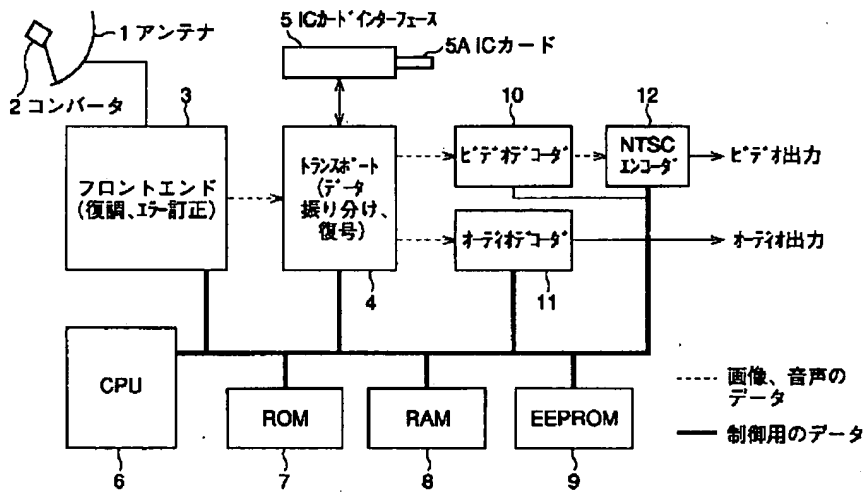 1 アンテナ
2 コンバータ
5 ICカードインターフェース
5A ICカード
3
フロントエンド
(復調、エラー訂正)
トランスポート
(データ
振り分け、
復号)
4
10
ビデオデコーダ
12
NTSC
エンコーダ
ビデオ出力
オーディオデコーダ
11
オーディオ出力
CPU
6
ROM
7
RAM
8
EEPROM
9
画像、音声の
データ
制御用のデータ